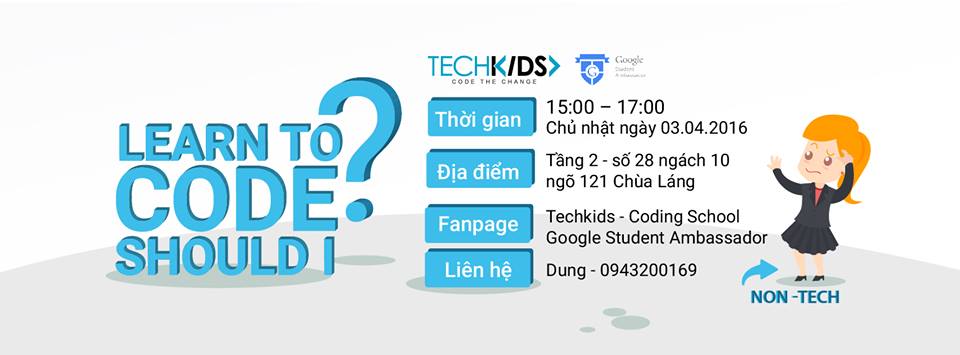 LEARN TO
CODE
SHOULD I
?
TECHKIDS
CODE THE CHANGE
Google
Student
Ambassador
Thời gian
15:00 – 17:00
Chủ nhật ngày 03.04.2016
Địa điểm
Tầng 2 - số 28 ngách 10
ngõ 121 Chùa Láng
Fanpage
Techkids - Coding School
Google Student Ambassador
Liên hệ
Dung - 0943200169
NON -TECH